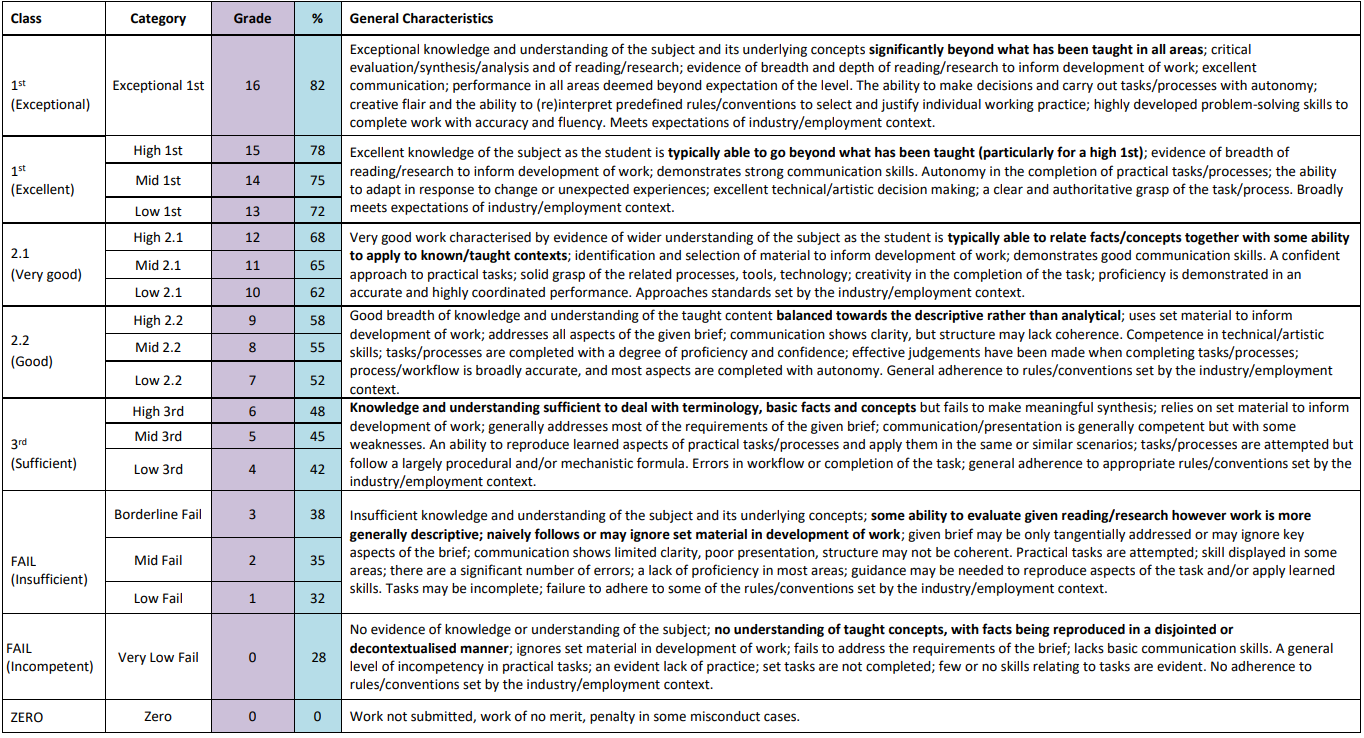 Class Category Grade % General Characteristics
1st
(Exceptional)
Exceptional 1st 16 82
Exceptional knowledge and understanding of the subject and its underlying concepts significantly beyond what has been taught in all areas; critical
evaluation/synthesis/analysis and of reading/research; evidence of breadth and depth of reading/research to inform development of work; excellent
communication; performance in all areas deemed beyond expectation of the level. The ability to make decisions and carry out tasks/processes with autonomy;
creative flair and the ability to (re)interpret predefined rules/conventions to select and justify individual working practice; highly developed problem-solving skills to
complete work with accuracy and fluency. Meets expectations of industry/employment context.
1st
(Excellent)
High 1st 15 78
Mid 1st 14 75
Low 1st 13 72
Excellent knowledge of the subject as the student is typically able to go beyond what has been taught (particularly for a high 1st); evidence of breadth of
reading/research to inform development of work; demonstrates strong communication skills. Autonomy in the completion of practical tasks/processes; the ability
to adapt in response to change or unexpected experiences; excellent technical/artistic decision making; a clear and authoritative grasp of the task/process. Broadly
meets expectations of industry/employment context.
2.1
(Very good)
High 2.1 12 68
Mid 2.1 11 65
Low 2.1 10 62
Very good work characterised by evidence of wider understanding of the subject as the student is typically able to relate facts/concepts together with some ability
to apply to known/taught contexts; identification and selection of material to inform development of work; demonstrates good communication skills. A confident
approach to practical tasks; solid grasp of the related processes, tools, technology; creativity in the completion of the task; proficiency is demonstrated in an
accurate and highly coordinated performance. Approaches standards set by the industry/employment context.
2.2
(Good)
High 2.2 9 58
Mid 2.2 8 55
Low 2.2 7 52
Good breadth of knowledge and understanding of the taught content balanced towards the descriptive rather than analytical; uses set material to inform
development of work; addresses all aspects of the given brief; communication shows clarity, but structure may lack coherence. Competence in technical/artistic
skills; tasks/processes are completed with a degree of proficiency and confidence; effective judgements have been made when completing tasks/processes;
process/workflow is broadly accurate, and most aspects are completed with autonomy. General adherence to rules/conventions set by the industry/employment
context.
3rd
(Sufficient)
High 3rd 6 48
Mid 3rd 5 45
Low 3rd 4 42
Knowledge and understanding sufficient to deal with terminology, basic facts and concepts but fails to make meaningful synthesis; relies on set material to inform
development of work; generally addresses most of the requirements of the given brief; communication/presentation is generally competent but with some
weaknesses. An ability to reproduce learned aspects of practical tasks/processes and apply them in the same or similar scenarios; tasks/processes are attempted but
follow a largely procedural and/or mechanistic formula. Errors in workflow or completion of the task; general adherence to appropriate rules/conventions set by the
industry/employment context.
FAIL
(Insufficient)
Borderline Fail 3 38
Mid Fail 2 35
Low Fail 1 32
Insufficient knowledge and understanding of the subject and its underlying concepts; some ability to evaluate given reading/research however work is more
generally descriptive; naively follows or may ignore set material in development of work; given brief may be only tangentially addressed or may ignore key
aspects of the brief; communication shows limited clarity, poor presentation, structure may not be coherent. Practical tasks are attempted; skill displayed in some
areas; there are a significant number of errors; a lack of proficiency in most areas; guidance may be needed to reproduce aspects of the task and/or apply learned
skills. Tasks may be incomplete; failure to adhere to some of the rules/conventions set by the industry/employment context.
FAIL
(Incompetent)
Very Low Fail 0 28
No evidence of knowledge or understanding of the subject; no understanding of taught concepts, with facts being reproduced in a disjointed or
decontextualised manner; ignores set material in development of work; fails to address the requirements of the brief; lacks basic communication skills. A general
level of incompetency in practical tasks; an evident lack of practice; set tasks are not completed; few or no skills relating to tasks are evident. No adherence to
rules/conventions set by the industry/employment context.
ZERO Zero 0 0 Work not submitted, work of no merit, penalty in some misconduct cases.